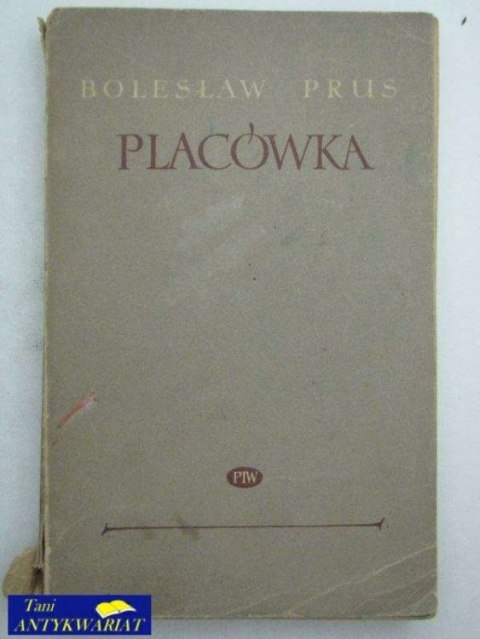 BOLESŁAW PRUS
PLACÓWKA
PIW
Tani
ANTYKWARIAT